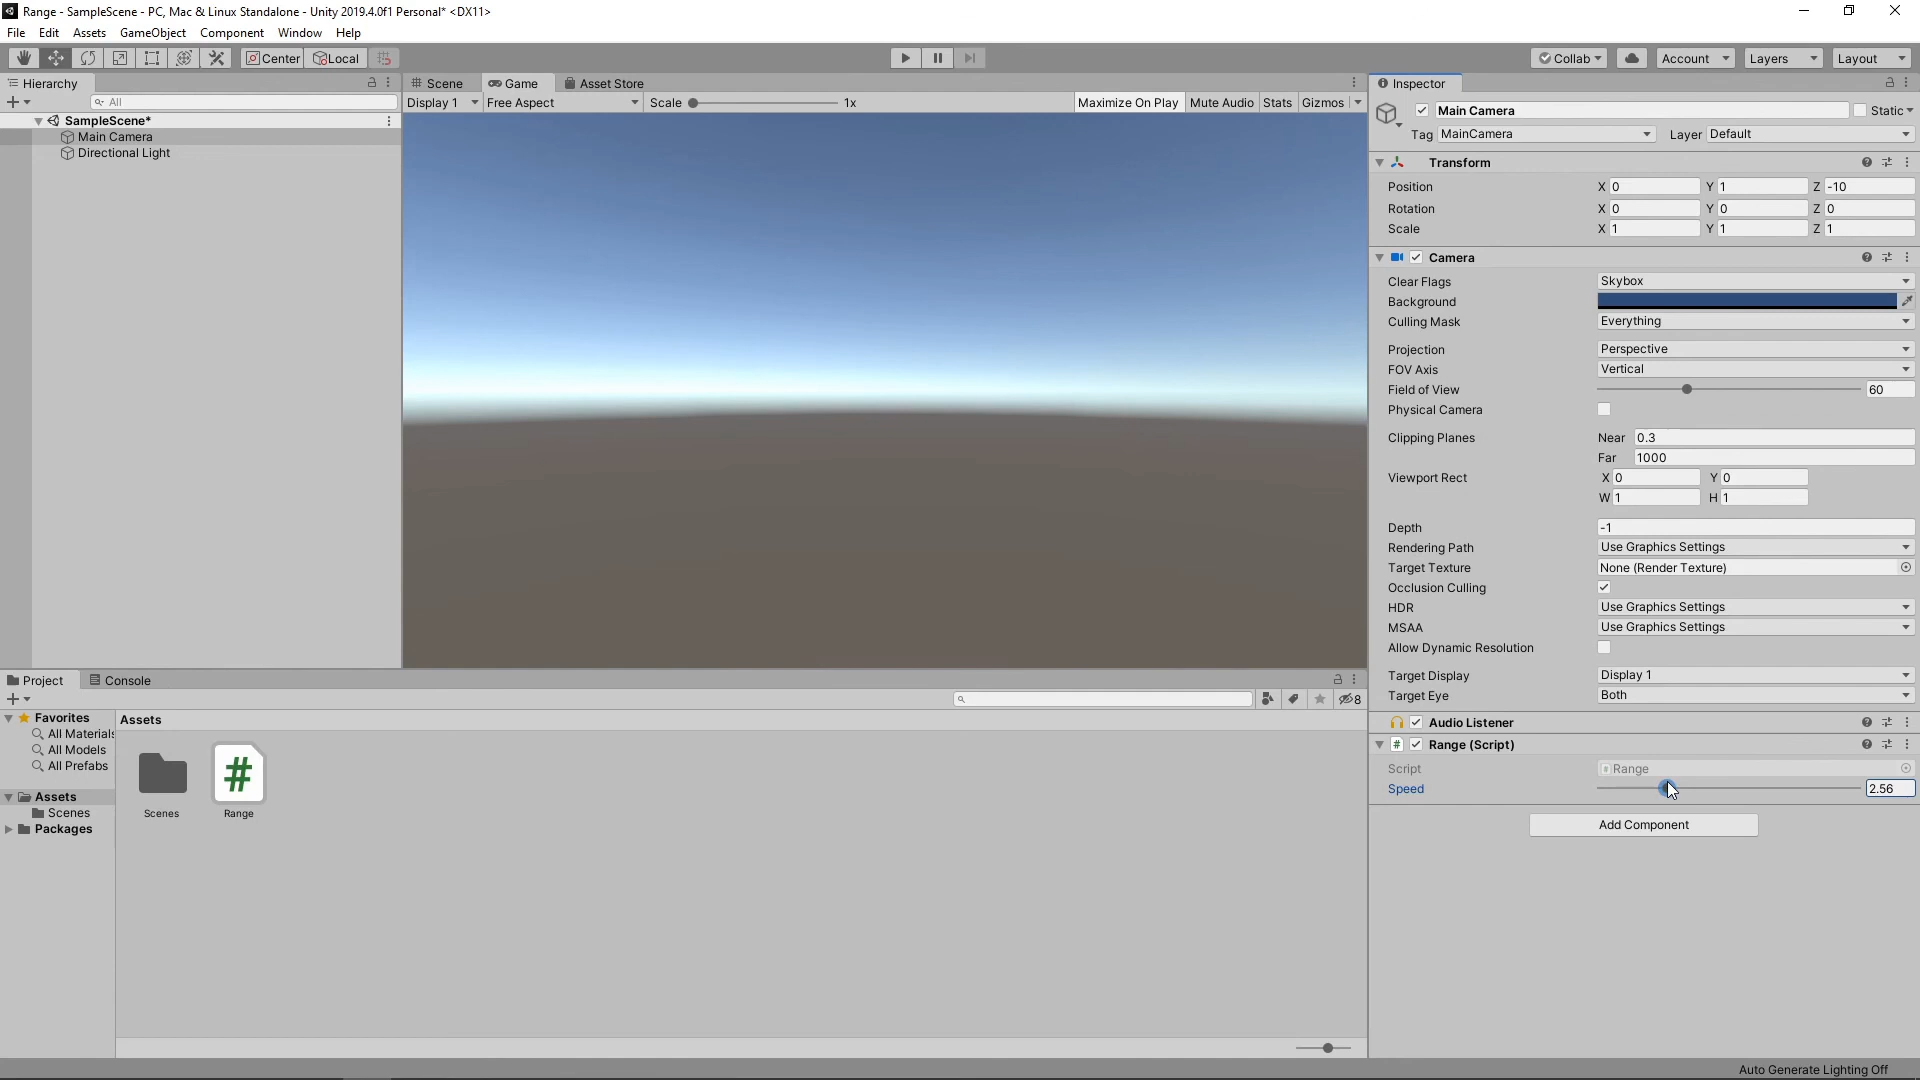 Range - SampleScene - PC, Mac & Linux Standalone - Unity 2019.4.0f1 Personal* <DX11>
File Edit Assets GameObject Component Window Help
Center Local Collab Account Layers Layout
Hierarchy
All
SampleScene*
Main Camera
Directional Light
Scene Game Asset Store
Display 1 Free Aspect Scale 1x Maximize On Play Mute Audio Stats Gizmos
Inspector
Main Camera Static
Tag MainCamera Layer Default
Transform
Position X 0 Y 1 Z -10
Rotation X 0 Y 0 Z 0
Scale X 1 Y 1 Z 1
Camera
Clear Flags Skybox
Background
Culling Mask Everything
Projection Perspective
FOV Axis Vertical
Field of View 60
Physical Camera
Clipping Planes Near 0.3
Far 1000
Viewport Rect X 0 Y 0
W 1 H 1
Depth -1
Rendering Path Use Graphics Settings
Target Texture None (Render Texture)
Occlusion Culling
HDR Use Graphics Settings
MSAA Use Graphics Settings
Allow Dynamic Resolution
Target Display Display 1
Target Eye Both
Audio Listener
Range (Script)
Script Range
Speed 2.56
Add Component
Project Console
8
Favorites
All Materials
All Models
All Prefabs
Assets
Scenes
Packages
Assets
Scenes Range
Auto Generate Lighting Off